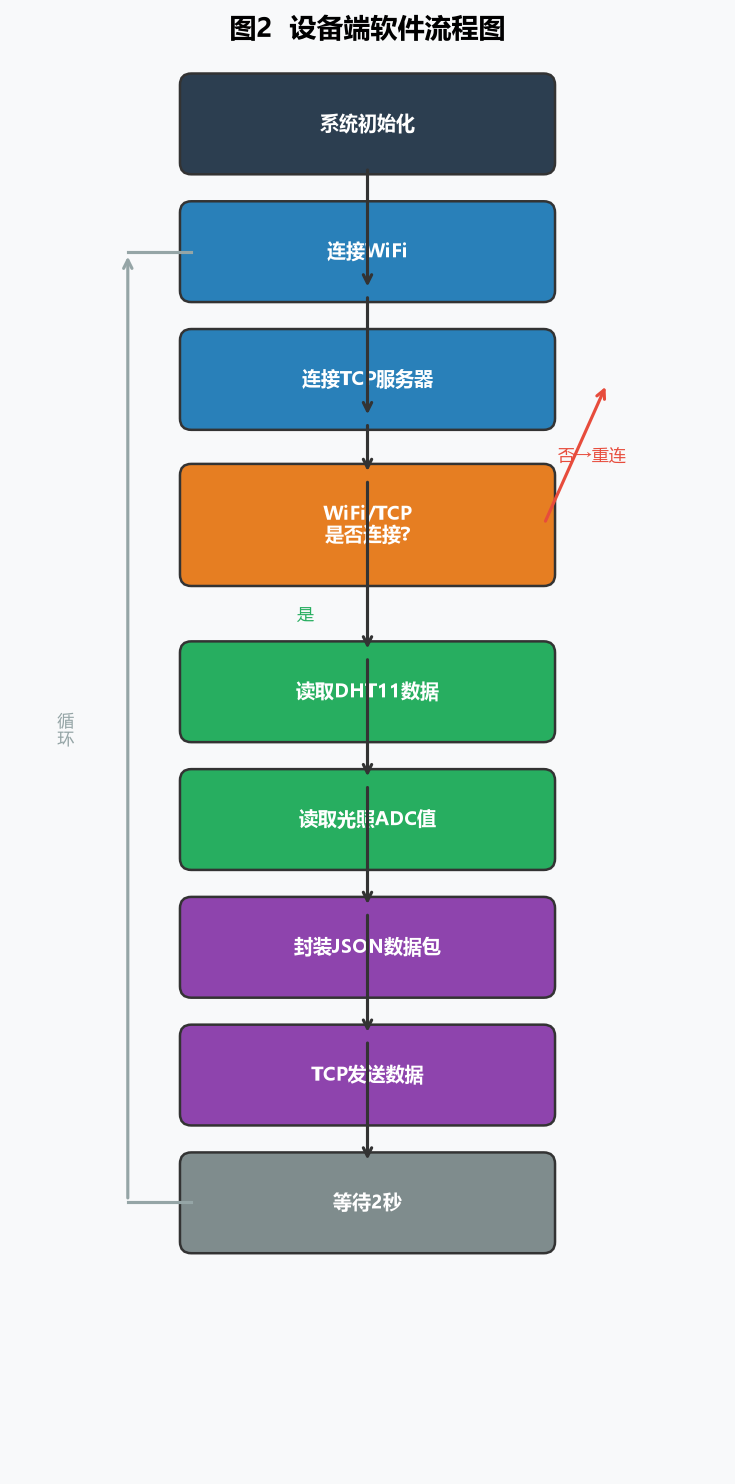 图2 设备端软件流程图
系统初始化
连接WiFi
连接TCP服务器
否→重连
WiFi/TCP
是否连接?
是
读取DHT11数据
循
环
读取光照ADC值
封装JSON数据包
TCP发送数据
等待2秒